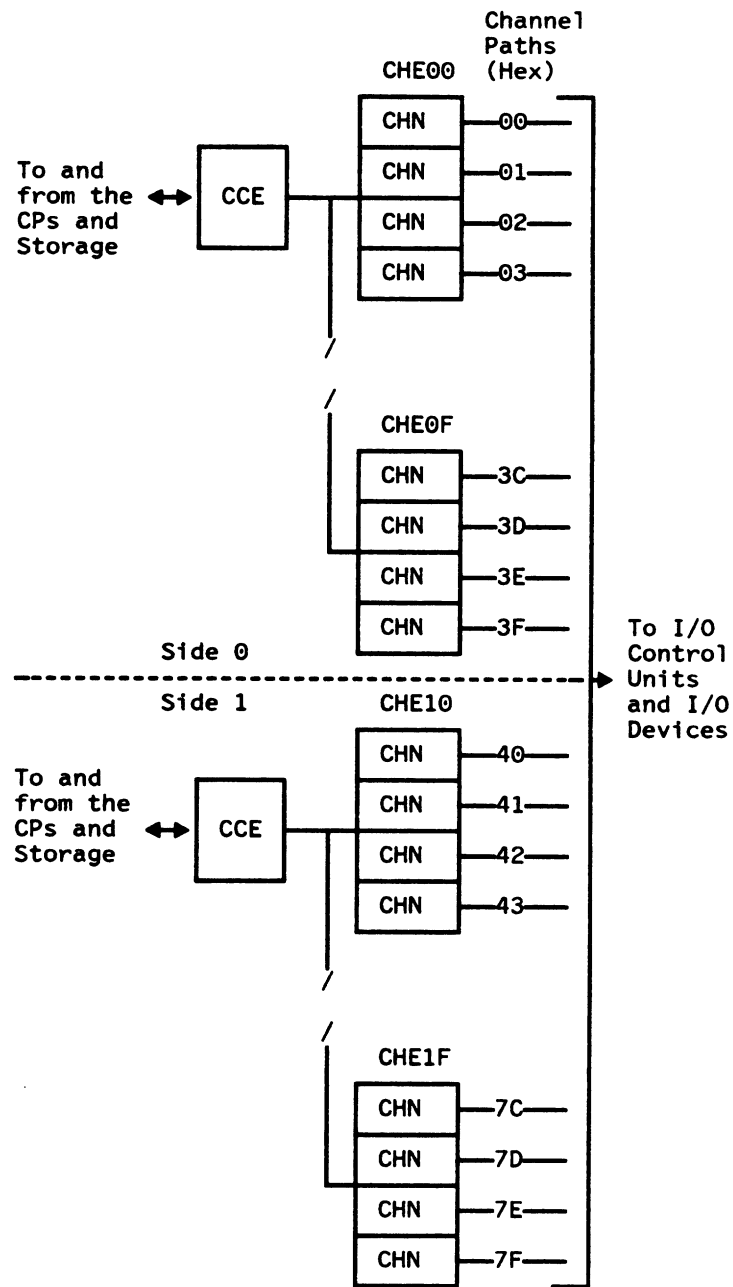 Channel
Paths
(Hex)
CHE00
CHN 00
CHN 01
CHN 02
CHN 03
To and
from the
CPs and
Storage
CCE
CHE0F
CHN 3C
CHN 3D
CHN 3E
CHN 3F
Side 0
To I/O
Control
Units
and I/O
Devices
Side 1
CHE10
CHN 40
CHN 41
CHN 42
CHN 43
To and
from the
CPs and
Storage
CCE
CHE1F
CHN 7C
CHN 7D
CHN 7E
CHN 7F